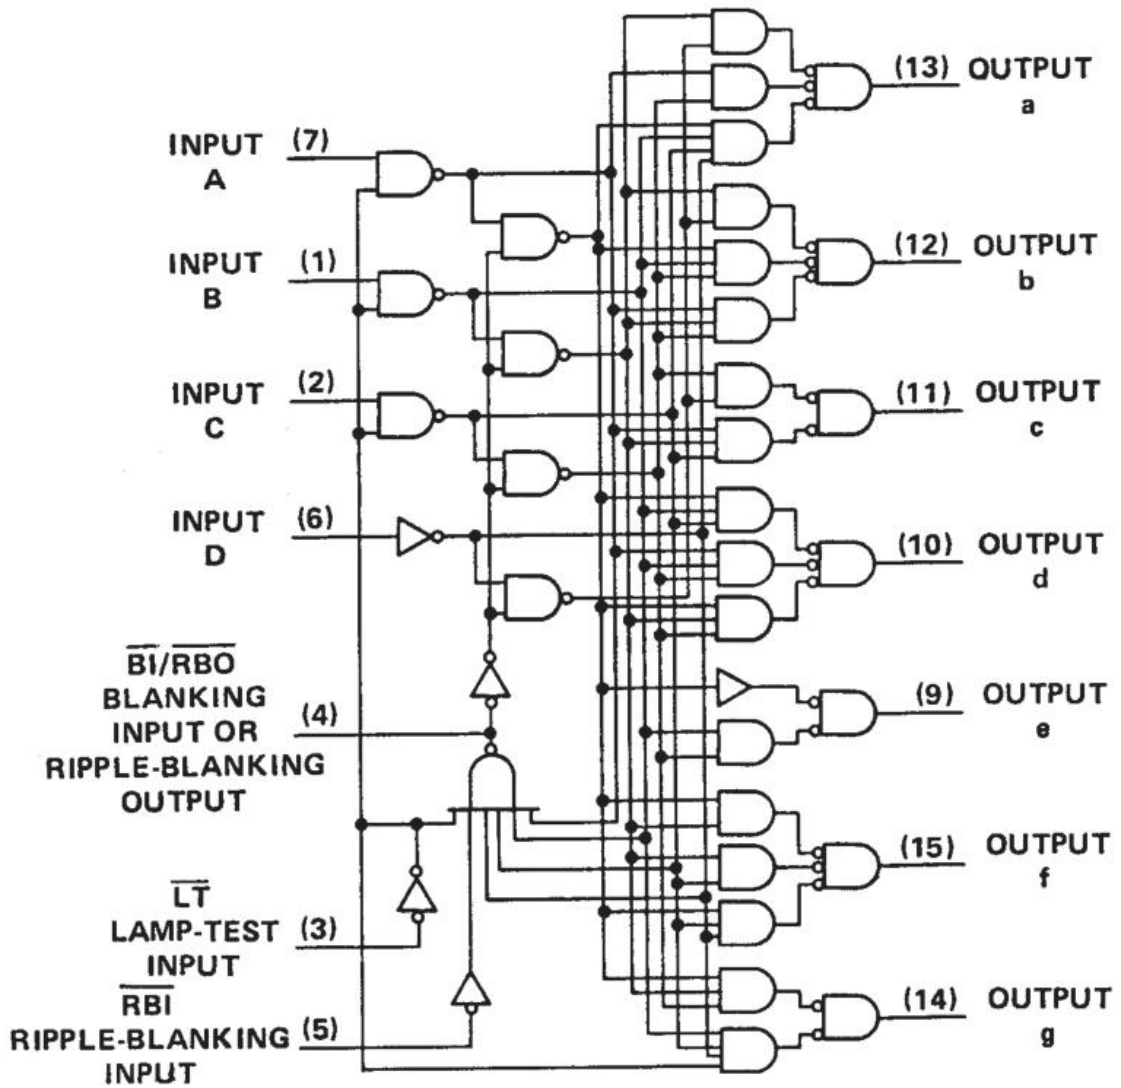 INPUT (7)
A
INPUT (1)
B
INPUT (2)
C
INPUT (6)
D
BI/RBO
BLANKING
INPUT OR (4)
RIPPLE-BLANKING
OUTPUT
LT
LAMP-TEST (3)
INPUT
RBI
RIPPLE-BLANKING (5)
INPUT
(13) OUTPUT
a
(12) OUTPUT
b
(11) OUTPUT
c
(10) OUTPUT
d
(9) OUTPUT
e
(15) OUTPUT
f
(14) OUTPUT
g